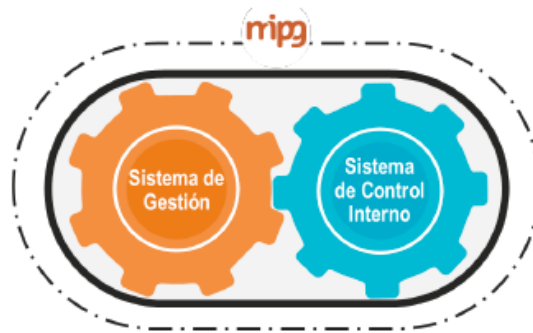 mipg
Sistema de
Gestión
Sistema
de Control
Interno